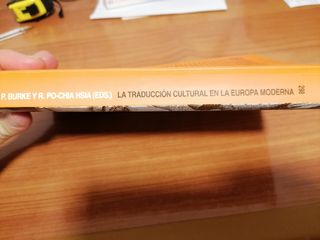 P. BURKE Y R. PO-CHIA HSIA (EDS.) LA TRADUCCIÓN CULTURAL EN LA EUROPA MODERNA